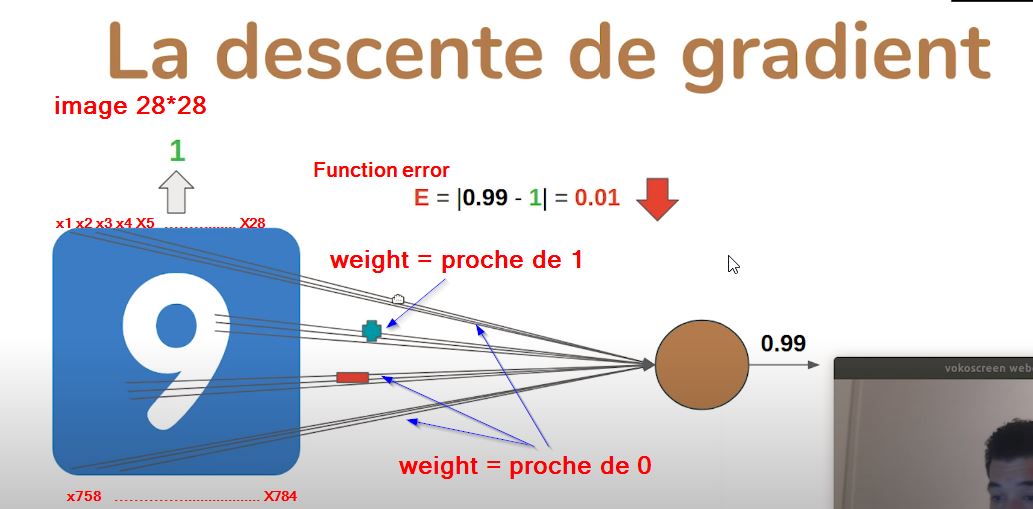 La descente de gradient
image 28*28
1
Function error
E = |0.99 - 1| = 0.01
x1 x2 x3 x4 X5 ................... X28
weight = proche de 1
9
0.99
vokoscreen web
weight = proche de 0
x758 ................................... X784